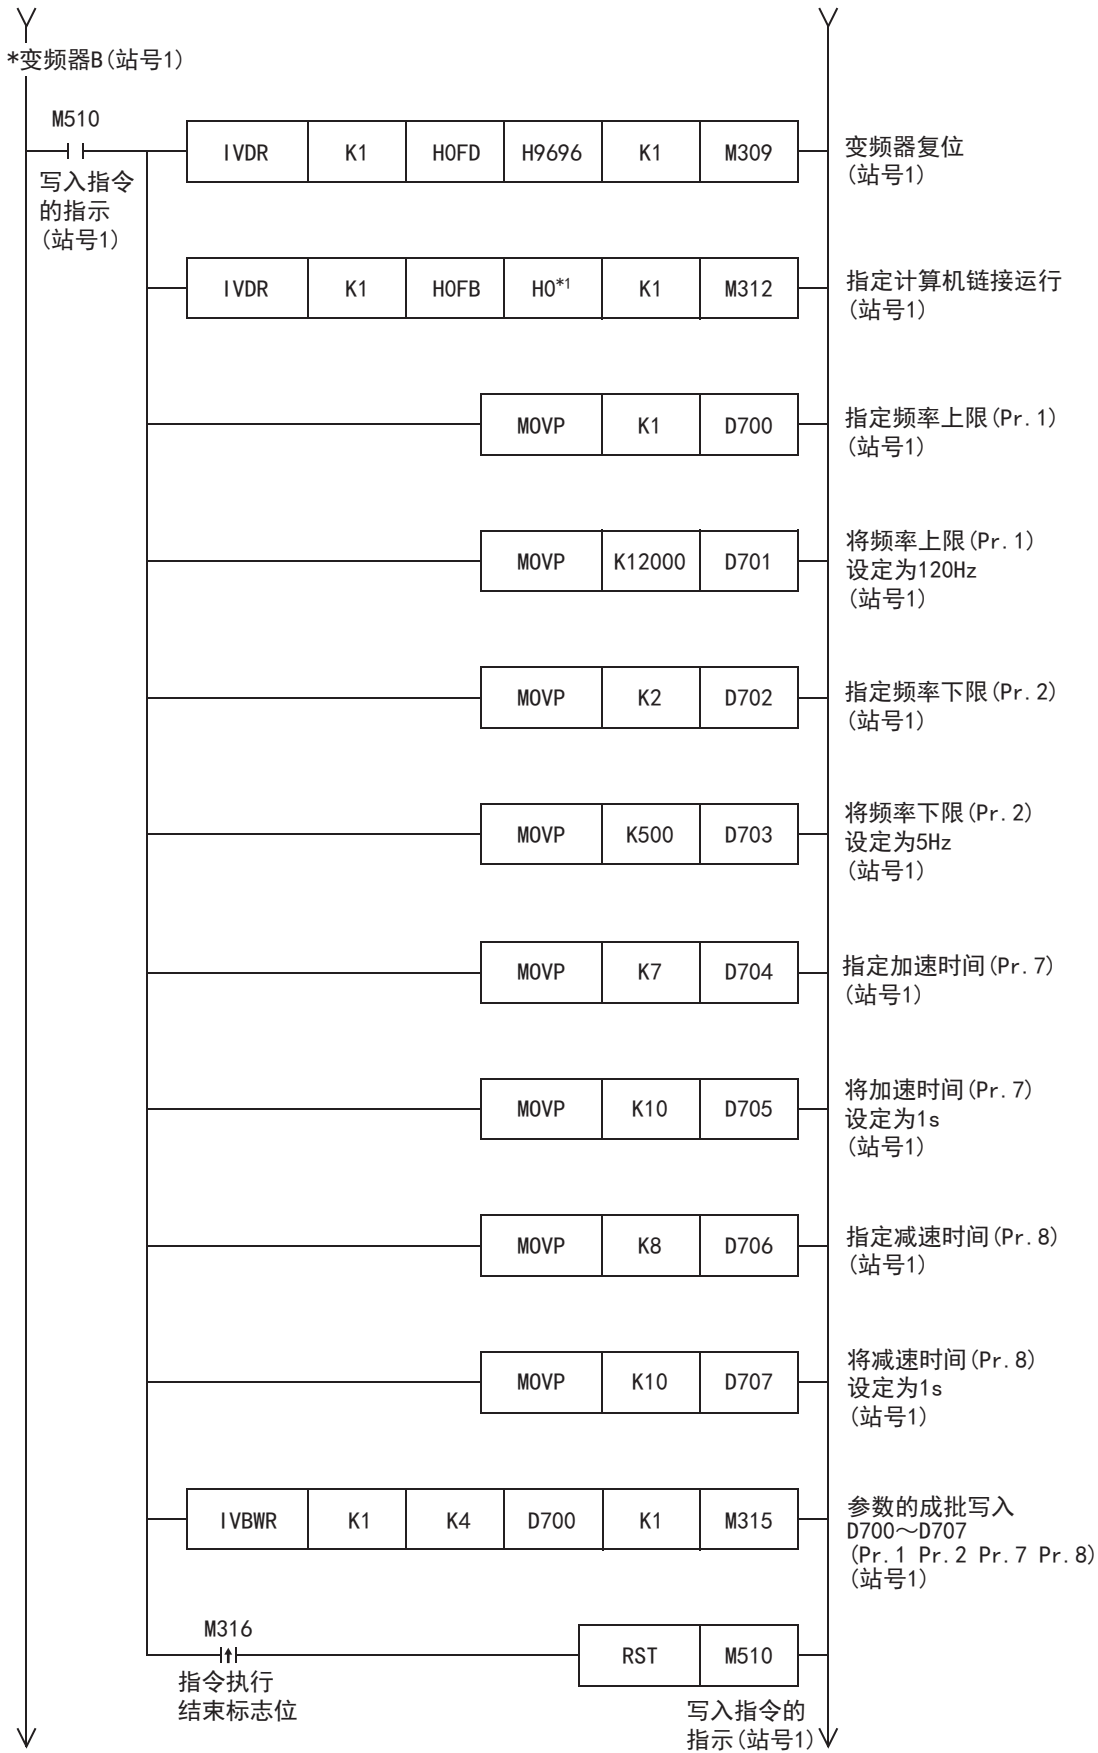 *变频器B(站号1)
M510
写入指令
的指示
(站号1)
IVDR K1 H0FD H9696 K1 M309
变频器复位
(站号1)
IVDR K1 H0FB H0*1 K1 M312
指定计算机链接运行
(站号1)
MOVP K1 D700
指定频率上限(Pr.1)
(站号1)
MOVP K12000 D701
将频率上限(Pr.1)
设定为120Hz
(站号1)
MOVP K2 D702
指定频率下限(Pr.2)
(站号1)
MOVP K500 D703
将频率下限(Pr.2)
设定为5Hz
(站号1)
MOVP K7 D704
指定加速时间(Pr.7)
(站号1)
MOVP K10 D705
将加速时间(Pr.7)
设定为1s
(站号1)
MOVP K8 D706
指定减速时间(Pr.8)
(站号1)
MOVP K10 D707
将减速时间(Pr.8)
设定为1s
(站号1)
IVBWR K1 K4 D700 K1 M315
参数的成批写入
D700～D707
(Pr.1 Pr.2 Pr.7 Pr.8)
(站号1)
M316
指令执行
结束标志位
RST M510
写入指令的
指示(站号1)